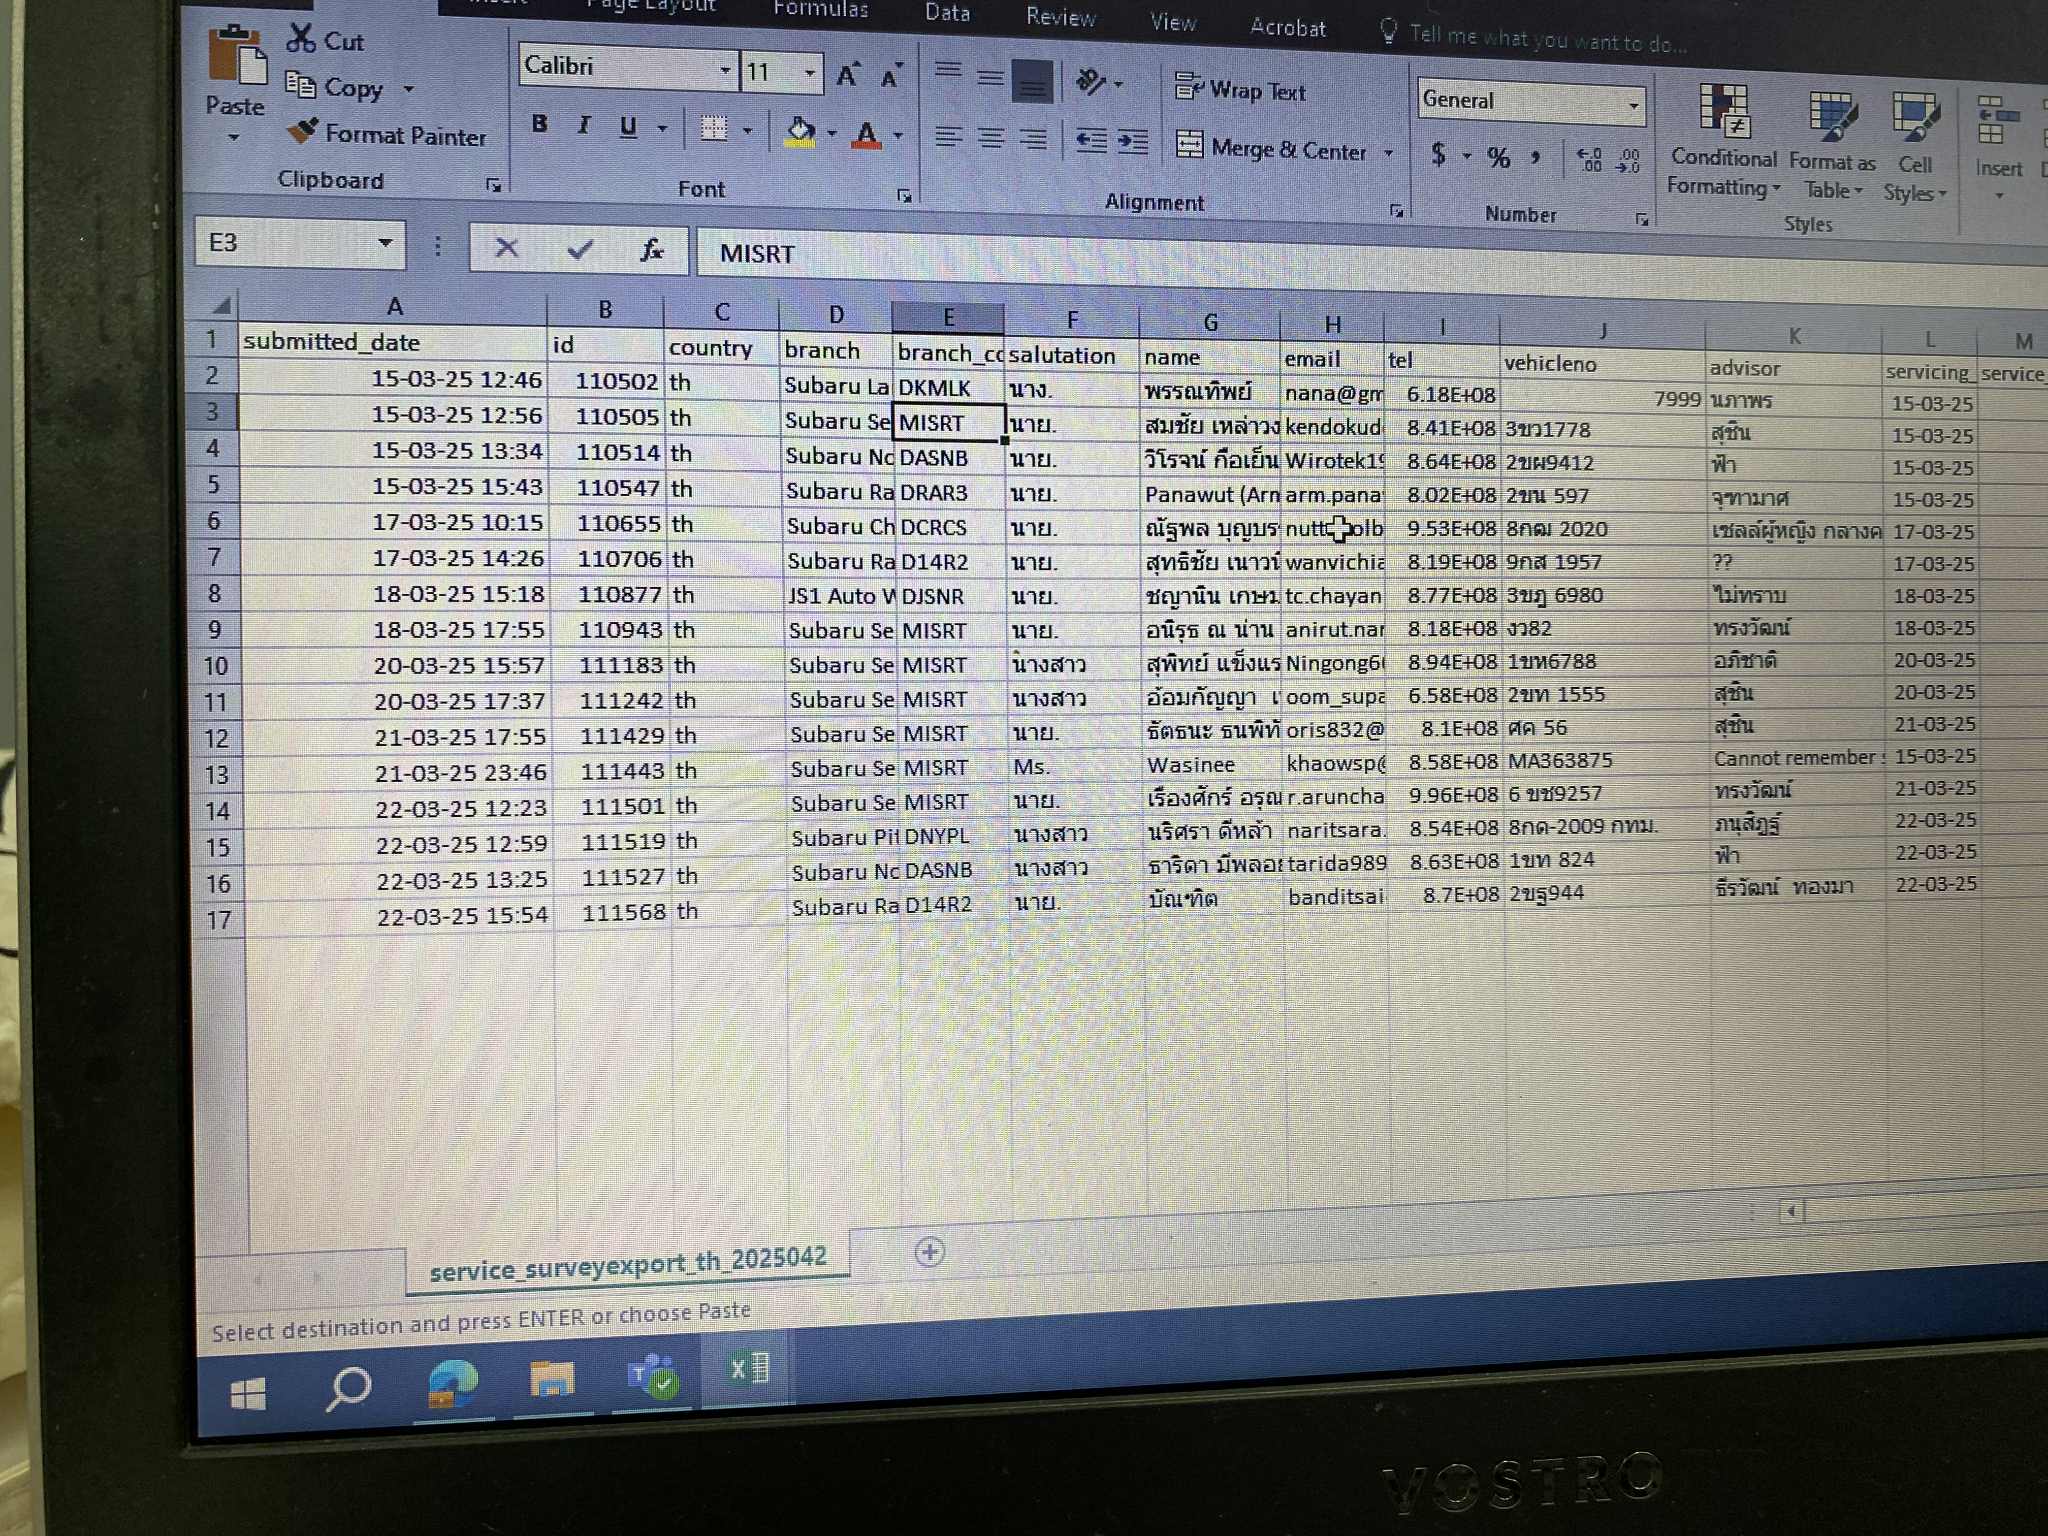 Page Layout Formulas Data Review View Acrobat Tell me what you want to do...
Cut
Copy
Paste
Format Painter
Clipboard
Calibri 11
B I U
Font
Wrap Text
Merge & Center
Alignment
General
$ % ,
Number
Conditional Formatting
Format as Table
Cell Styles
Styles
Insert
E3 fx MISRT
A B C D E F G H I J K L M
1 submitted_date id country branch branch_co salutation name email tel vehicleno advisor servicing_ service_
2 15-03-25 12:46 110502 th Subaru La DKMLK นาง. พรรณทิพย์ nana@gm 6.18E+08 7999 นภาพร 15-03-25
3 15-03-25 12:56 110505 th Subaru Se MISRT นาย. สมชัย เหล่าวง kendokud 8.41E+08 3ขว1778 สุชิน 15-03-25
4 15-03-25 13:34 110514 th Subaru No DASNB นาย. วิโรจน์ กือเย็น Wirotek19 8.64E+08 2ขผ9412 ฟ้า 15-03-25
5 15-03-25 15:43 110547 th Subaru Ra DRAR3 นาย. Panawut (Arn arm.pana 8.02E+08 2ขน 597 จุฑามาศ 15-03-25
6 17-03-25 10:15 110655 th Subaru Ch DCRCS นาย. ณัฐพล บุญบร 9.53E+08 8กฒ 2020 เซลล์ผู้หญิง กลางค 17-03-25
7 17-03-25 14:26 110706 th Subaru Ra D14R2 นาย. สุทธิชัย เนาวน์ wanvichia 8.19E+08 9กส 1957 ?? 17-03-25
8 18-03-25 15:18 110877 th JS1 Auto W DJSNR นาย. ชญานิน เกษม tc.chayan 8.77E+08 3ขฎ 6980 ไม่ทราบ 18-03-25
9 18-03-25 17:55 110943 th Subaru Se MISRT นาย. อนิรุธ ณ น่าน anirut.nar 8.18E+08 งว82 ทรงวัฒน์ 18-03-25
10 20-03-25 15:57 111183 th Subaru Se MISRT นางสาว สุพิทย์ แข็งแร Ningong60 8.94E+08 1ขห6788 อภิชาติ 20-03-25
11 20-03-25 17:37 111242 th Subaru Se MISRT นางสาว อ้อมกัญญา oom_supa 6.58E+08 2ขท 1555 สุชิน 20-03-25
12 21-03-25 17:55 111429 th Subaru Se MISRT นาย. ธัตธนะ ธนพิทั oris832@ 8.1E+08 ศค 56 สุชิน 21-03-25
13 21-03-25 23:46 111443 th Subaru Se MISRT Ms. Wasinee khaowsp@ 8.58E+08 MA363875 Cannot remember 15-03-25
14 22-03-25 12:23 111501 th Subaru Se MISRT นาย. เรืองศักร์ อรุณ r.aruncha 9.96E+08 6 ขช9257 ทรงวัฒน์ 21-03-25
15 22-03-25 12:59 111519 th Subaru Pit DNYPL นางสาว นริศรา ดีหล้า naritsara. 8.54E+08 8กด-2009 กทม. ภนุสิฏฐ์ 22-03-25
16 22-03-25 13:25 111527 th Subaru No DASNB นางสาว ธาริดา มีพลอย tarida989 8.63E+08 1ขท 824 ฟ้า 22-03-25
17 22-03-25 15:54 111568 th Subaru Ra D14R2 นาย. บัณฑิต banditsai 8.7E+08 2ขฐ944 ธีรวัฒน์ ทองมา 22-03-25
service_surveyexport_th_2025042
Select destination and press ENTER or choose Paste
VOSTRO